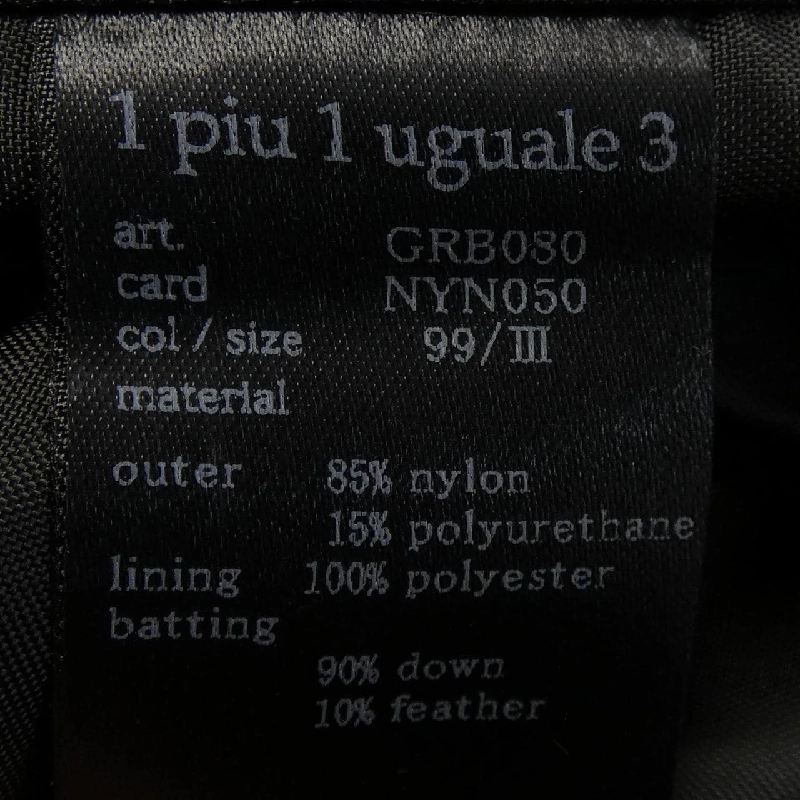 1 piu 1 uguale 3
art. GRB080
card NYN050
col / size 99/Ⅲ
material
outer 85% nylon
15% polyurethane
lining 100% polyester
batting
90% down
10% feather